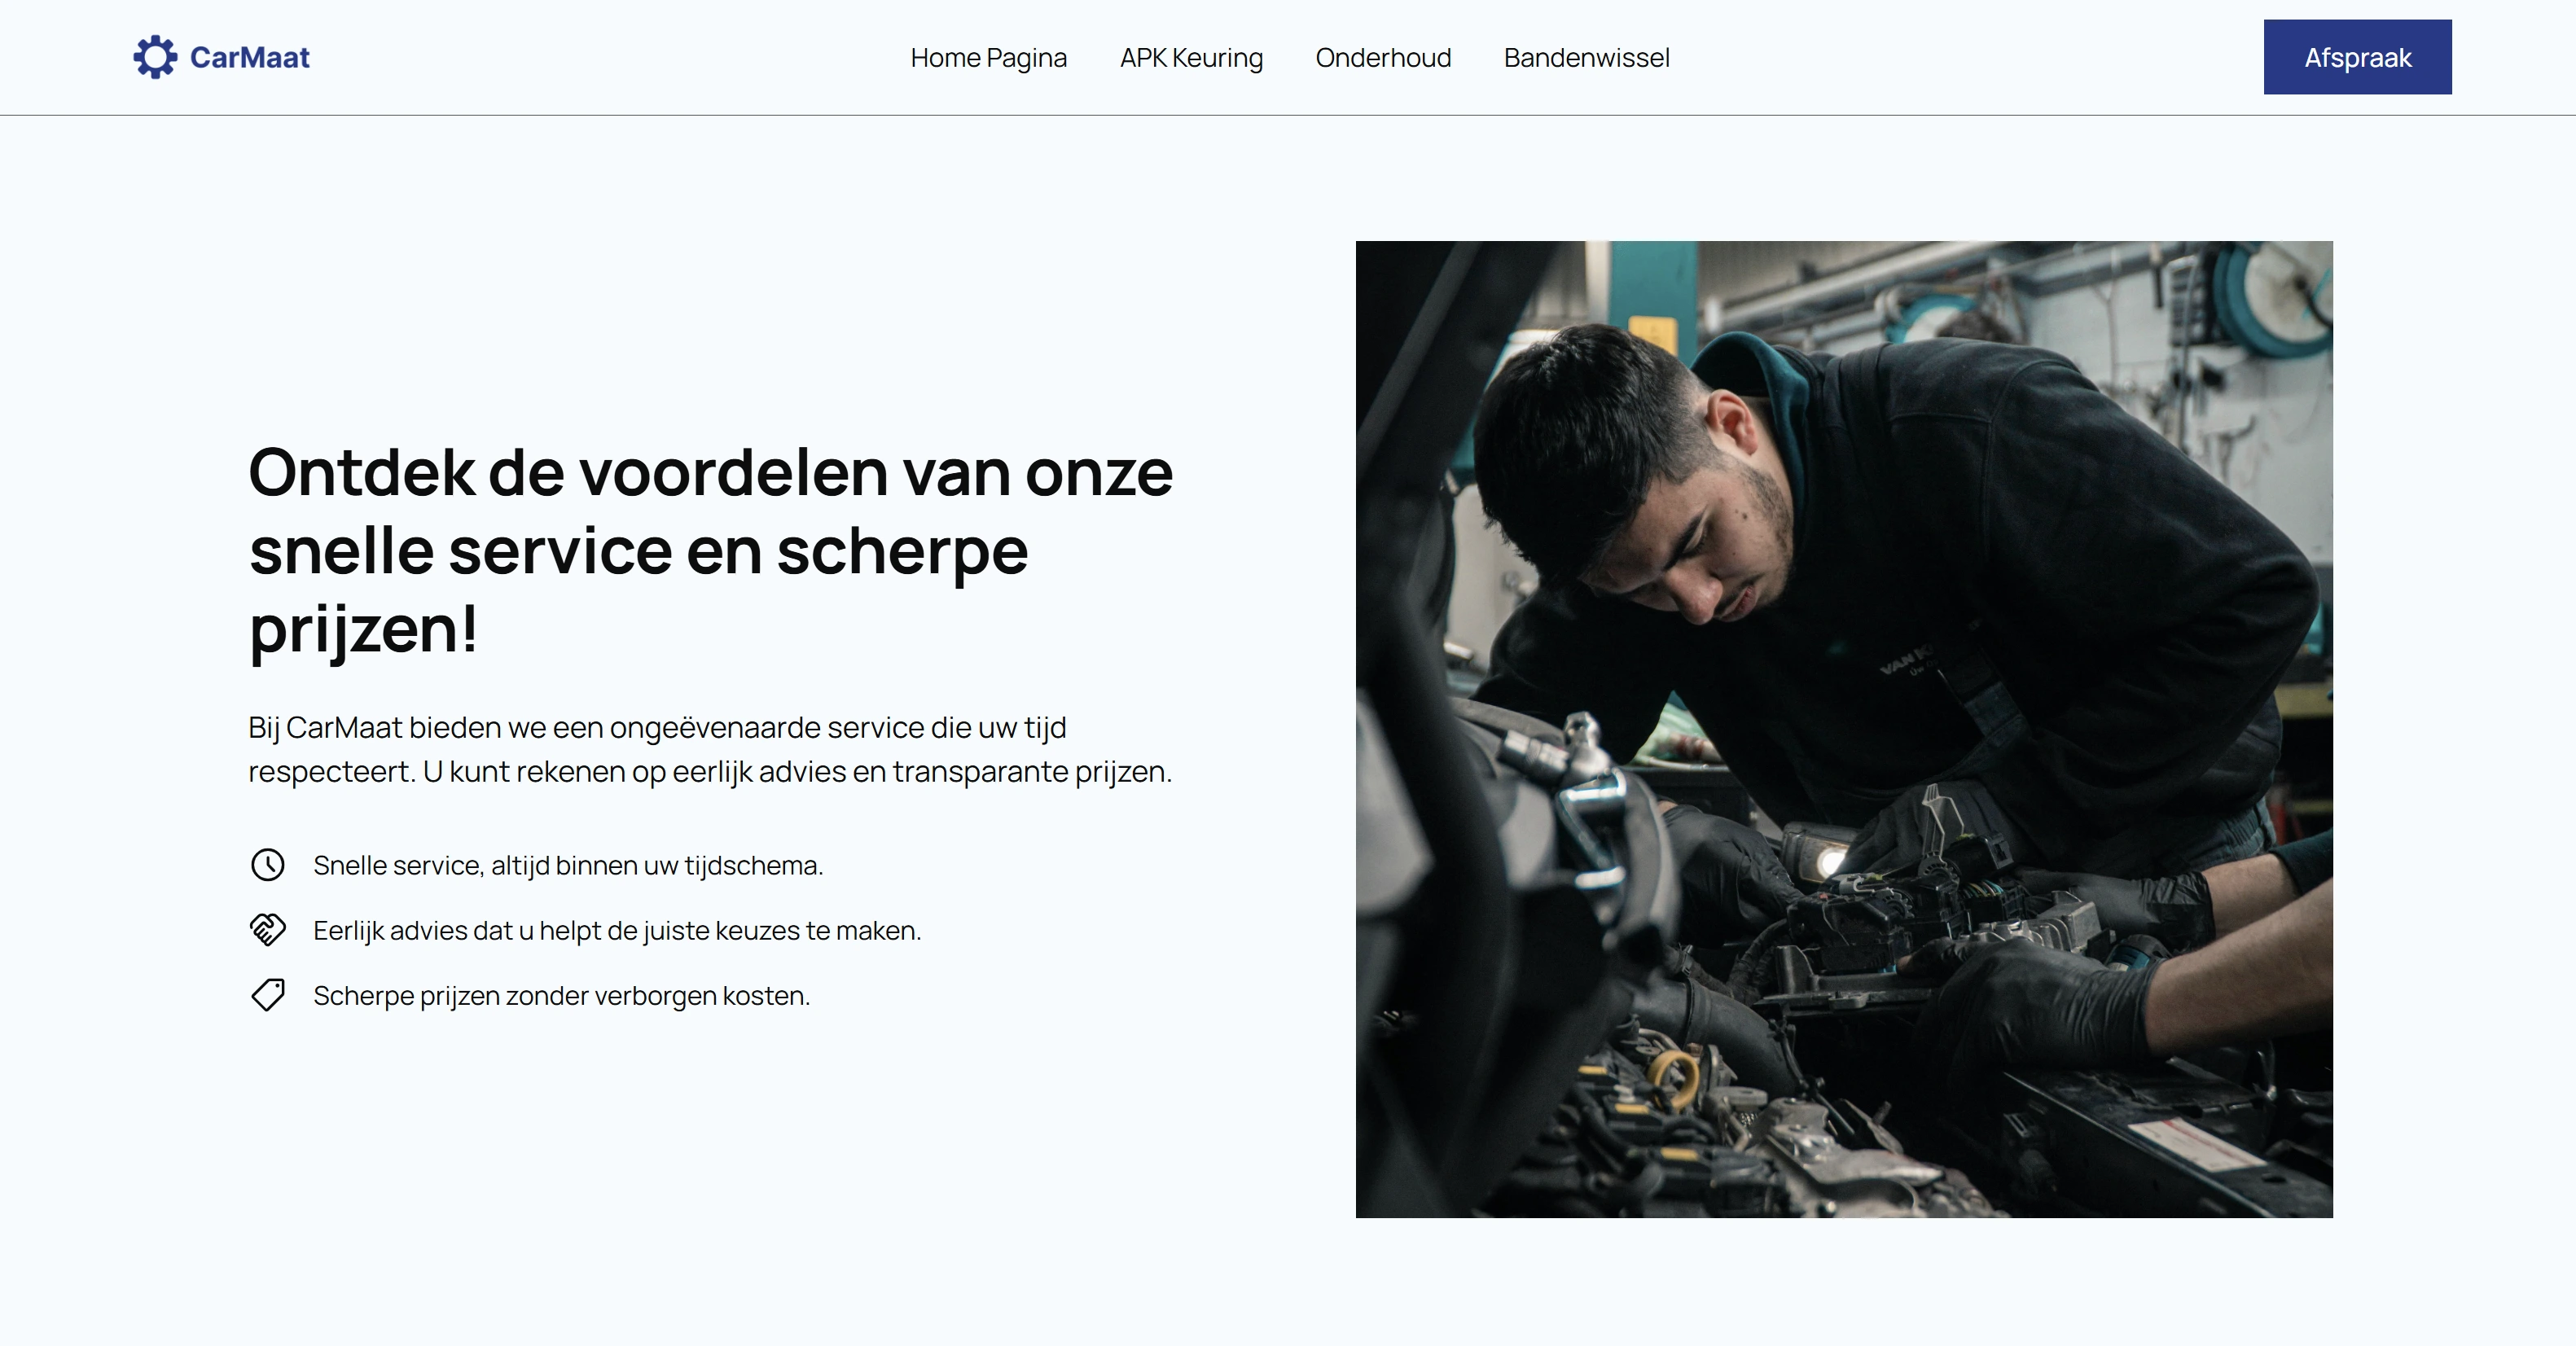 CarMaat
Home Pagina
APK Keuring
Onderhoud
Bandenwissel
Afspraak
Ontdek de voordelen van onze
snelle service en scherpe
prijzen!
Bij CarMaat bieden we een ongeëvenaarde service die uw tijd
respecteert. U kunt rekenen op eerlijk advies en transparante prijzen.
Snelle service, altijd binnen uw tijdschema.
Eerlijk advies dat u helpt de juiste keuzes te maken.
Scherpe prijzen zonder verborgen kosten.
VAN